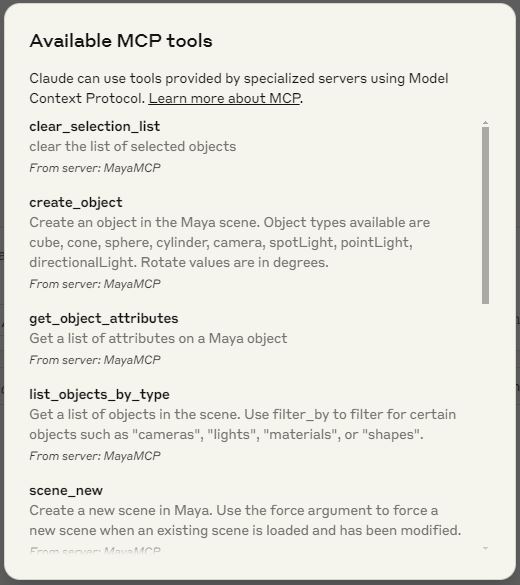 Available MCP tools
Claude can use tools provided by specialized servers using Model
Context Protocol. Learn more about MCP.
clear_selection_list
clear the list of selected objects
From server: MayaMCP
create_object
Create an object in the Maya scene. Object types available are
cube, cone, sphere, cylinder, camera, spotLight, pointLight,
directionalLight. Rotate values are in degrees.
From server: MayaMCP
get_object_attributes
Get a list of attributes on a Maya object
From server: MayaMCP
list_objects_by_type
Get a list of objects in the scene. Use filter_by to filter for certain
objects such as "cameras", "lights", "materials", or "shapes".
From server: MayaMCP
scene_new
Create a new scene in Maya. Use the force argument to force a
new scene when an existing scene is loaded and has been modified.
From server: MayaMCP